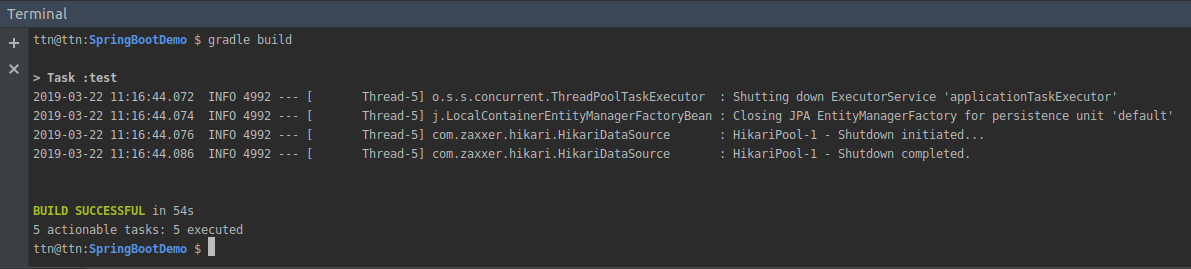 Terminal
ttn@ttn:SpringBootDemo $ gradle build
> Task :test
2019-03-22 11:16:44.072  INFO 4992 --- [       Thread-5] o.s.s.concurrent.ThreadPoolTaskExecutor  : Shutting down ExecutorService 'applicationTaskExecutor'
2019-03-22 11:16:44.074  INFO 4992 --- [       Thread-5] j.LocalContainerEntityManagerFactoryBean : Closing JPA EntityManagerFactory for persistence unit 'default'
2019-03-22 11:16:44.076  INFO 4992 --- [       Thread-5] com.zaxxer.hikari.HikariDataSource       : HikariPool-1 - Shutdown initiated...
2019-03-22 11:16:44.086  INFO 4992 --- [       Thread-5] com.zaxxer.hikari.HikariDataSource       : HikariPool-1 - Shutdown completed.
BUILD SUCCESSFUL in 54s
5 actionable tasks: 5 executed
ttn@ttn:SpringBootDemo $